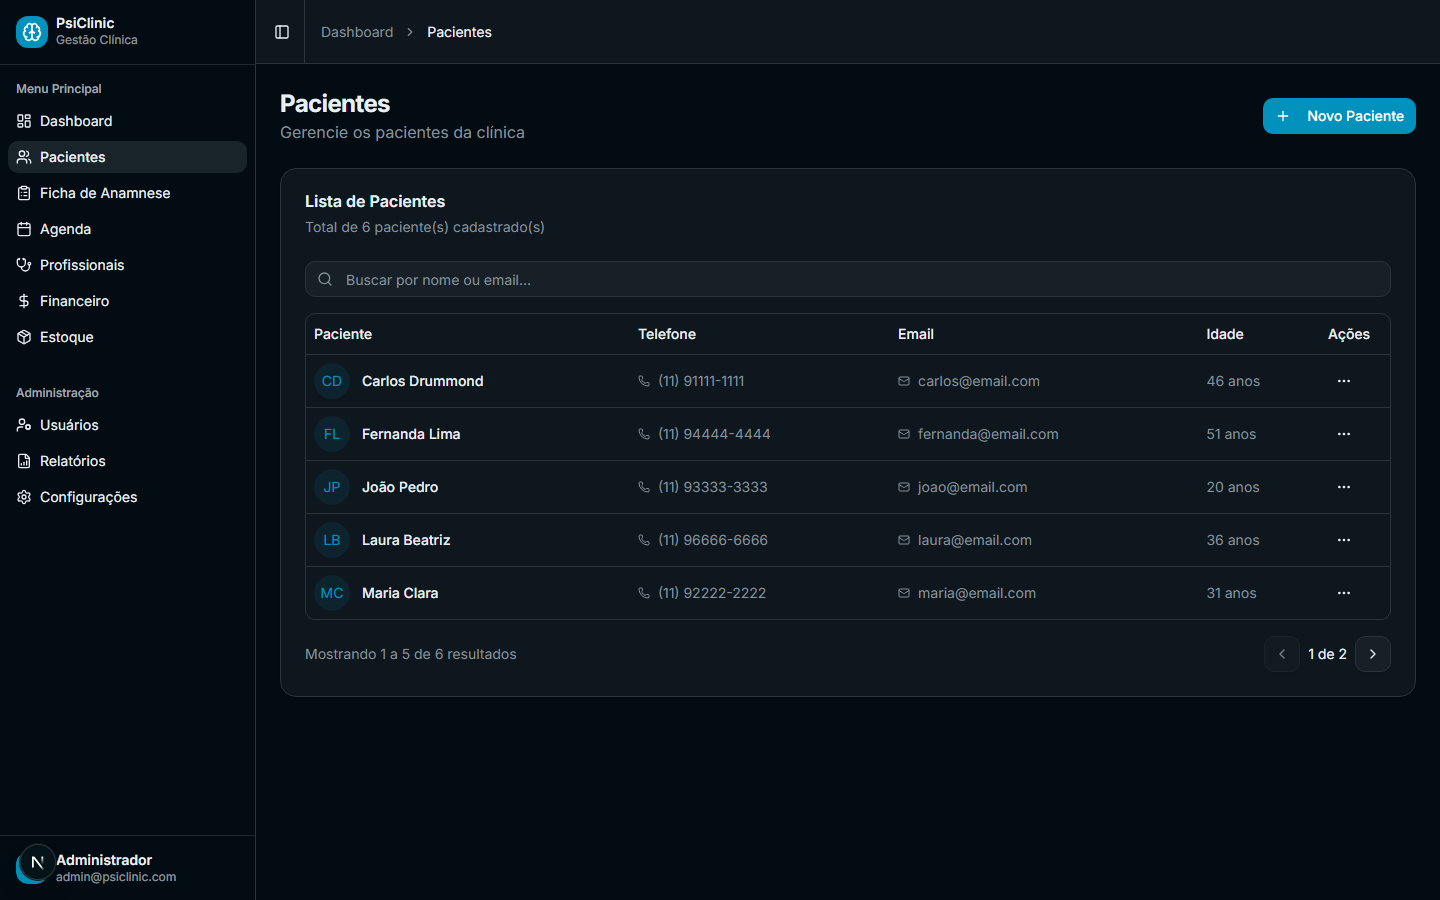 PsiClinic
Gestão Clínica
Menu Principal
Dashboard
Pacientes
Ficha de Anamnese
Agenda
Profissionais
Financeiro
Estoque
Administração
Usuários
Relatórios
Configurações
N
Administrador
admin@psiclinic.com
Dashboard > Pacientes
Pacientes
Gerencie os pacientes da clínica
+ Novo Paciente
Lista de Pacientes
Total de 6 paciente(s) cadastrado(s)
Buscar por nome ou email...
Paciente Telefone Email Idade Ações
CD Carlos Drummond (11) 91111-1111 carlos@email.com 46 anos ...
FL Fernanda Lima (11) 94444-4444 fernanda@email.com 51 anos ...
JP João Pedro (11) 93333-3333 joao@email.com 20 anos ...
LB Laura Beatriz (11) 96666-6666 laura@email.com 36 anos ...
MC Maria Clara (11) 92222-2222 maria@email.com 31 anos ...
Mostrando 1 a 5 de 6 resultados
< 1 de 2 >